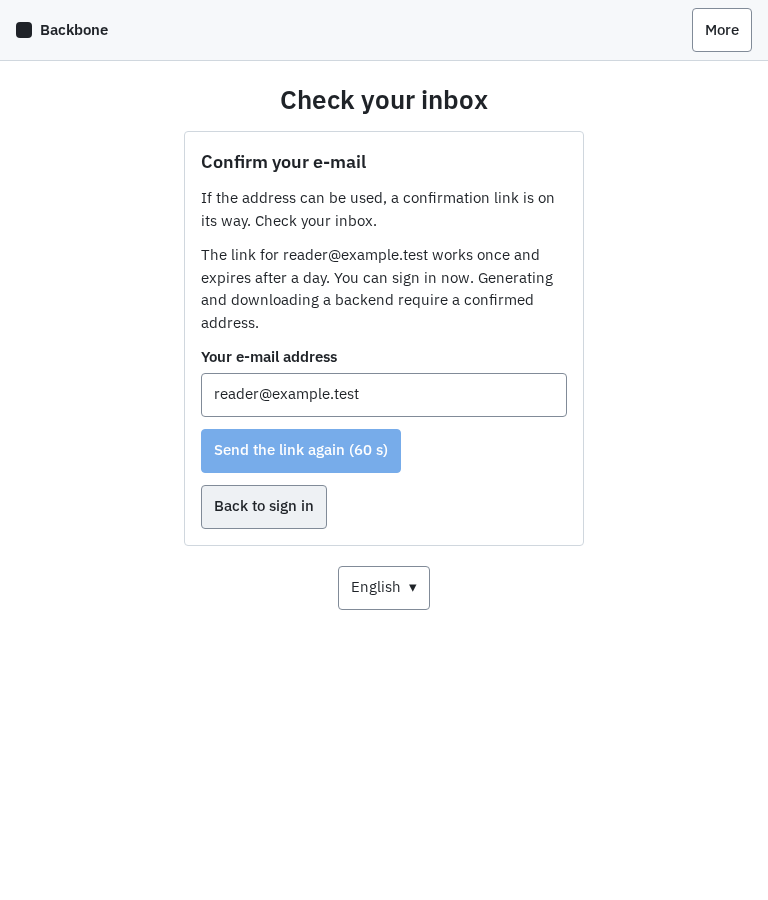 Backbone
More
Check your inbox
Confirm your e-mail
If the address can be used, a confirmation link is on
its way. Check your inbox.
The link for reader@example.test works once and
expires after a day. You can sign in now. Generating
and downloading a backend require a confirmed
address.
Your e-mail address
reader@example.test
Send the link again (60 s)
Back to sign in
English ▾